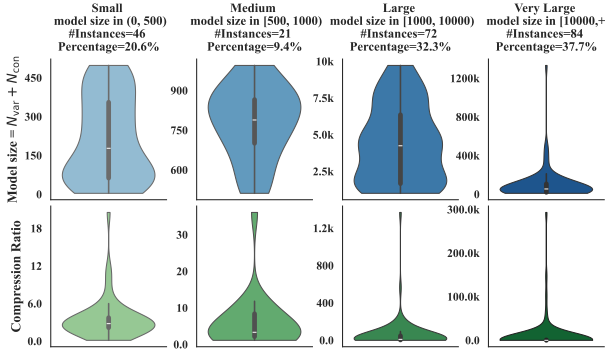 Small
model size in (0, 500)
#Instances=46
Percentage=20.6%
Medium
model size in [500, 1000)
#Instances=21
Percentage=9.4%
Large
model size in [1000, 10000)
#Instances=72
Percentage=32.3%
Very Large
model size in [10000,+
#Instances=84
Percentage=37.7%
Model size = Nvar + Ncon
450
300
150
0
900
750
600
10k
7.5k
5.0k
2.5k
1200k
800k
400k
0
Compression Ratio
18
12
6.0
0.0
30
20
10
0.0
1.2k
800
400
0.0
300.0k
200.0k
100.0k
0.0